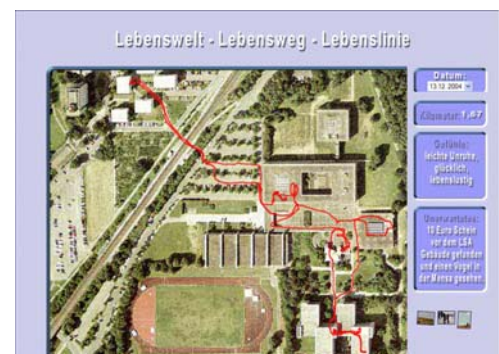 Lebenswelt - Lebensweg - Lebenslinie
Datum:
13.12.2004
Kilometer: 1,67
Gefühle:
leichte Unruhe,
glücklich,
lebenslustig
Unerwartetes:
10 Euro Schein
vor dem LSA
Gebäude gefunden
und einen Vogel in
der Mensa gesehen.